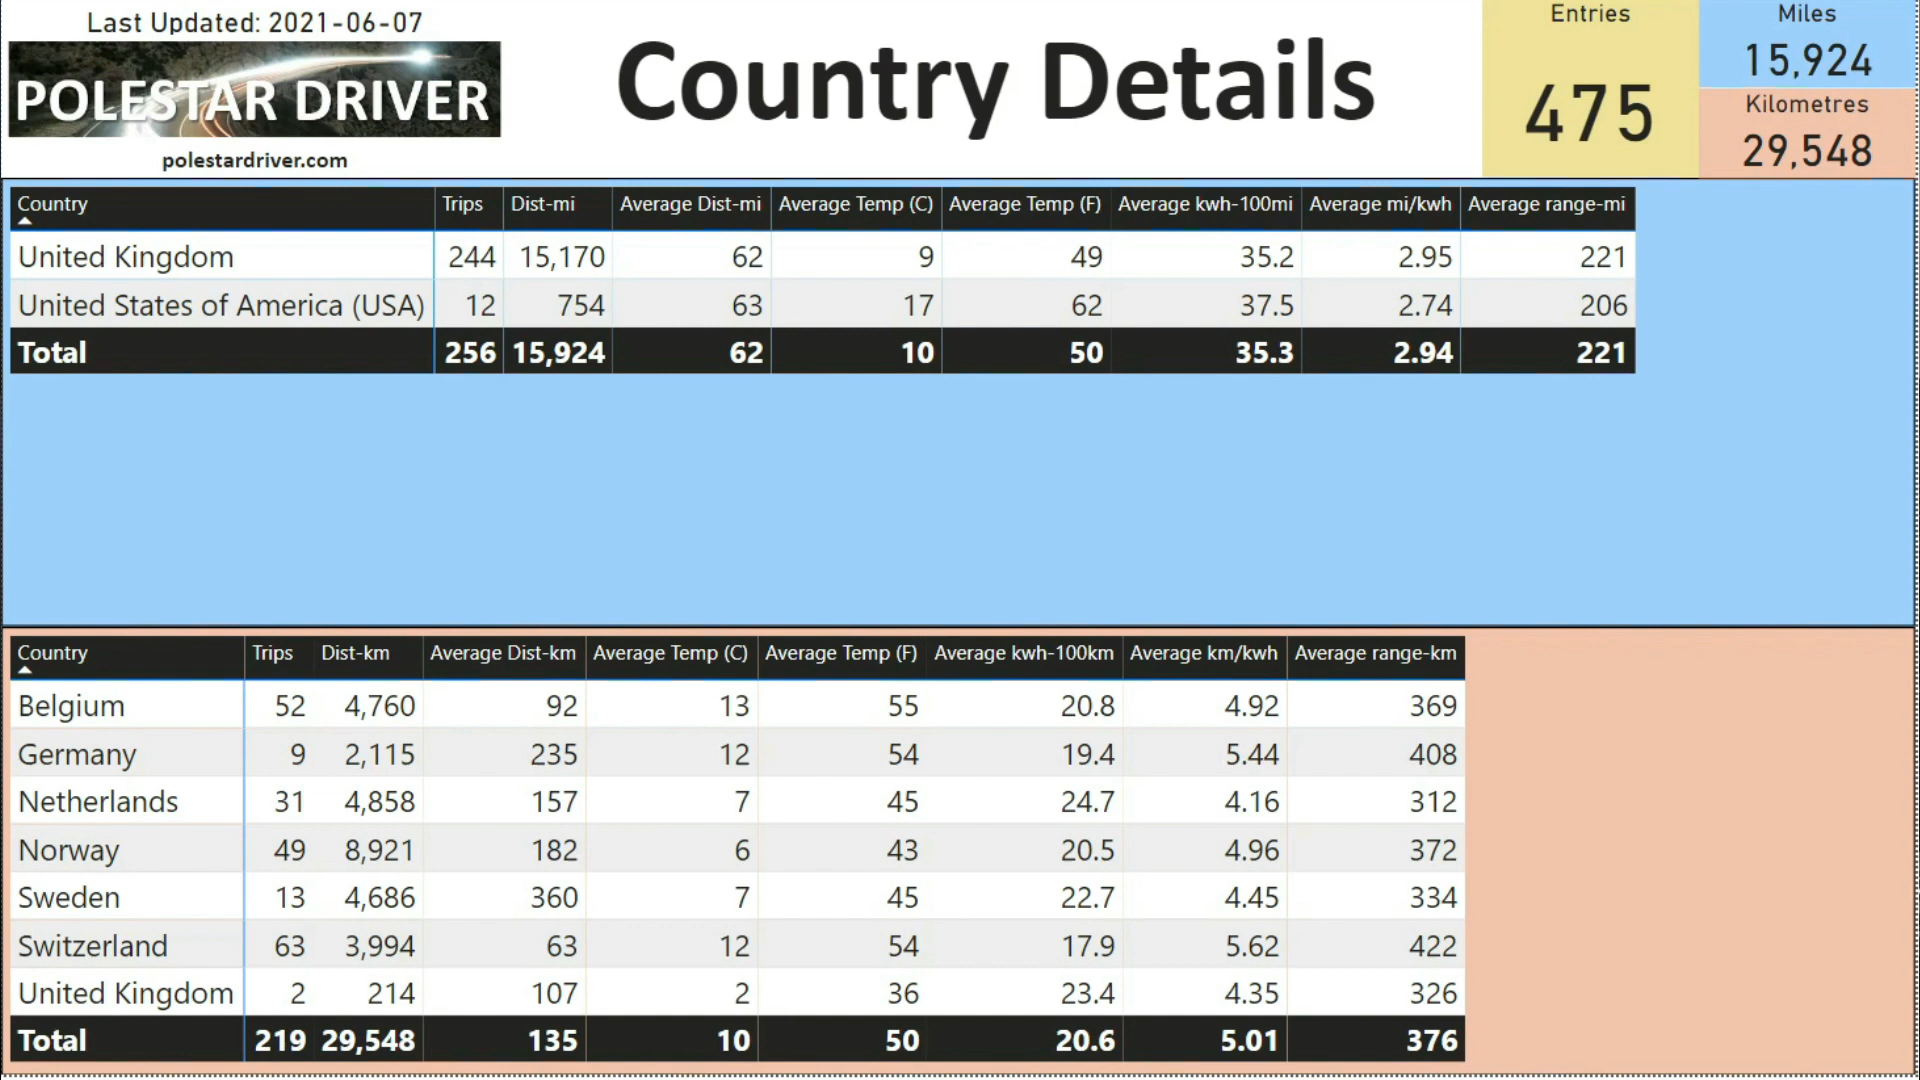 Last Updated: 2021-06-07
POLESTAR DRIVER
polestardriver.com
Country Details
Entries
475
Miles
15,924
Kilometres
29,548
Country Trips Dist-mi Average Dist-mi Average Temp (C) Average Temp (F) Average kwh-100mi Average mi/kwh Average range-mi
United Kingdom 244 15,170 62 9 49 35.2 2.95 221
United States of America (USA) 12 754 63 17 62 37.5 2.74 206
Total 256 15,924 62 10 50 35.3 2.94 221
Country Trips Dist-km Average Dist-km Average Temp (C) Average Temp (F) Average kwh-100km Average km/kwh Average range-km
Belgium 52 4,760 92 13 55 20.8 4.92 369
Germany 9 2,115 235 12 54 19.4 5.44 408
Netherlands 31 4,858 157 7 45 24.7 4.16 312
Norway 49 8,921 182 6 43 20.5 4.96 372
Sweden 13 4,686 360 7 45 22.7 4.45 334
Switzerland 63 3,994 63 12 54 17.9 5.62 422
United Kingdom 2 214 107 2 36 23.4 4.35 326
Total 219 29,548 135 10 50 20.6 5.01 376